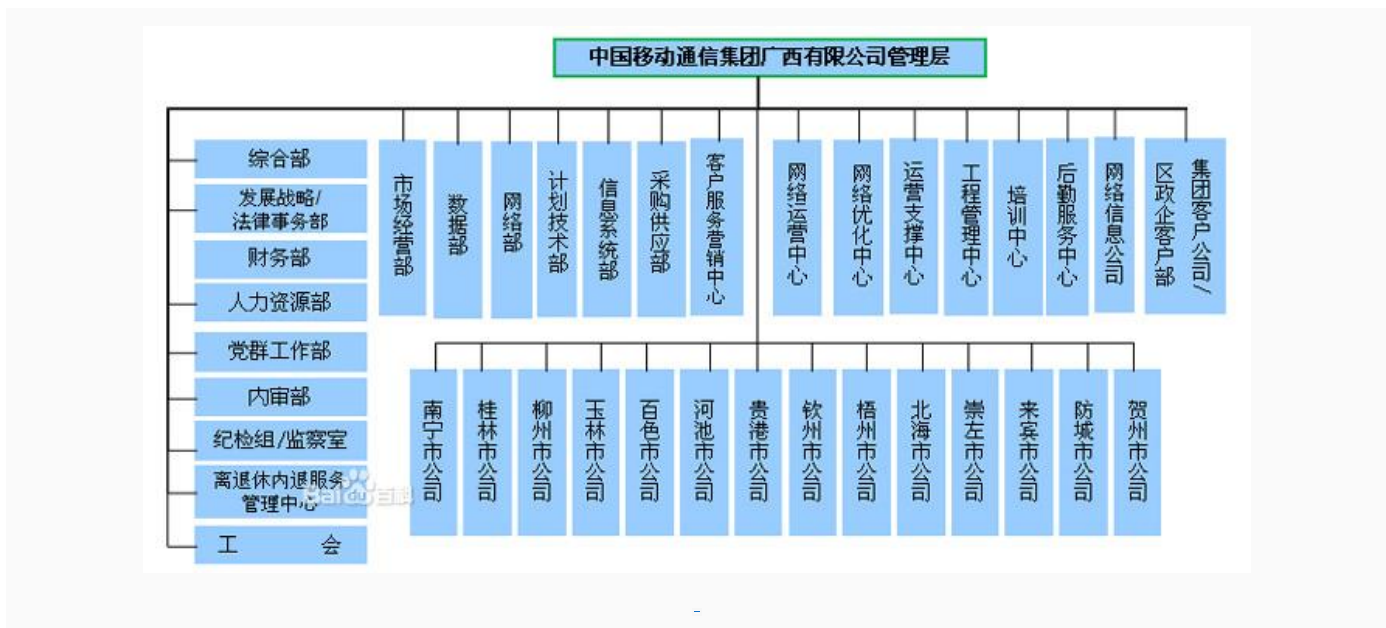 中国移动通信集团广西有限公司管理层
综合部
发展战略/
法律事务部
财务部
人力资源部
党群工作部
内审部
纪检组/监察室
离退休内退服务
管理中心
工 会
市场经营部
数据部
网络部
计划技术部
信息系统部
采购供应部
客户服务营销中心
网络运营中心
网络优化中心
运营支撑中心
工程管理中心
培训中心
后勤服务中心
网络信息公司
集团客户公司/
区政企客户部
南宁市公司
桂林市公司
柳州市公司
玉林市公司
百色市公司
河池市公司
贵港市公司
钦州市公司
梧州市公司
北海市公司
崇左市公司
来宾市公司
防城市公司
贺州市公司
Baidu百科